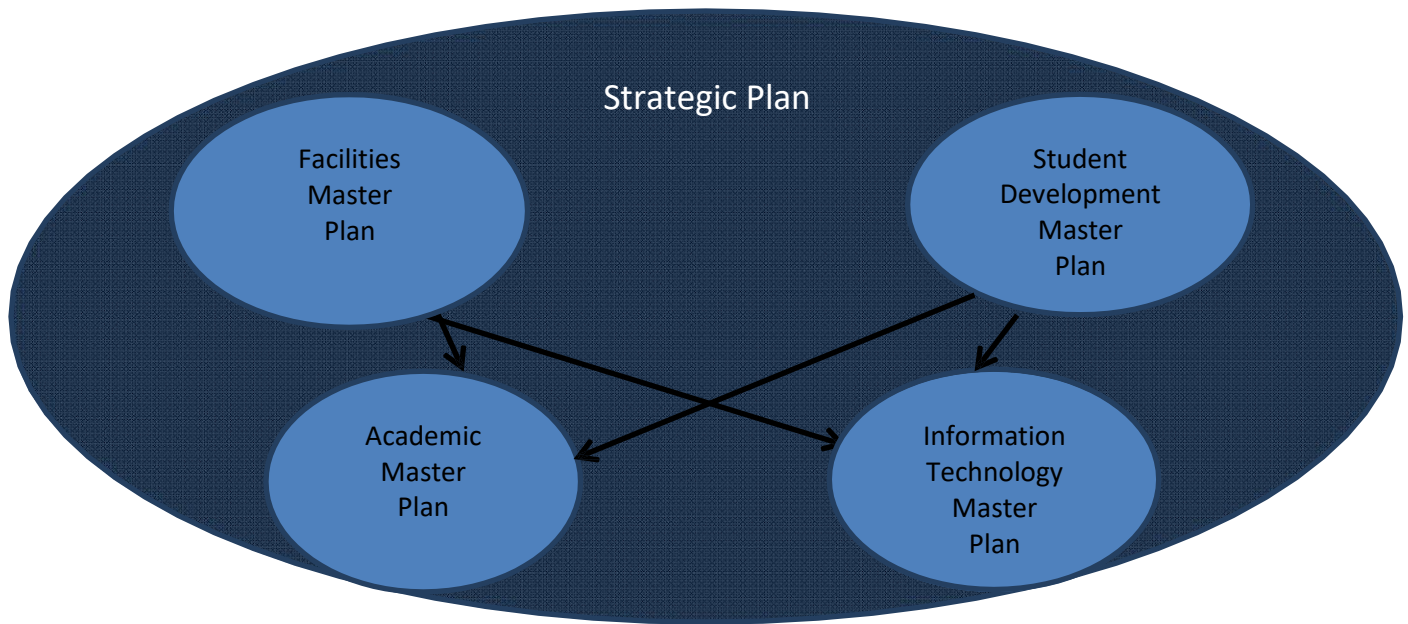 Strategic Plan
Facilities
Master
Plan
Student
Development
Master
Plan
Academic
Master
Plan
Information
Technology
Master
Plan